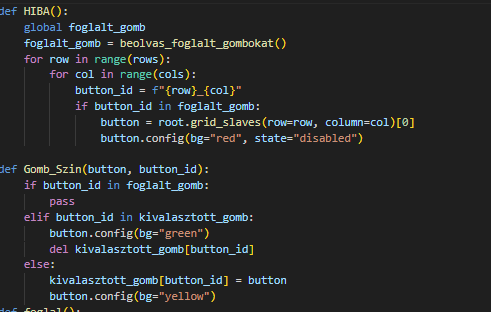 def HIBA():
    global foglalt_gomb
    foglalt_gomb = beolvas_foglalt_gombokat()
    for row in range(rows):
        for col in range(cols):
            button_id = f"{row}_{col}"
            if button_id in foglalt_gomb:
                button = root.grid_slaves(row=row, column=col)[0]
                button.config(bg="red", state="disabled")

def Gomb_Szin(button, button_id):
    if button_id in foglalt_gomb:
        pass
    elif button_id in kivalasztott_gomb:
        button.config(bg="green")
        del kivalasztott_gomb[button_id]
    else:
        kivalasztott_gomb[button_id] = button
        button.config(bg="yellow")
def foglal():